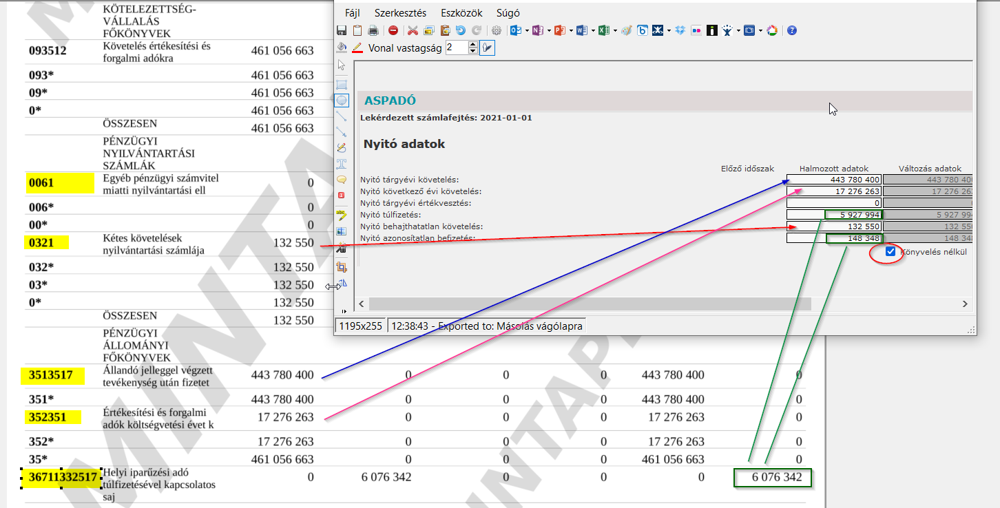 KÖTELEZETTSÉG-
VÁLLALÁS
FŐKÖNYVEK
093512 Követelés értékesítési és 461 056 663
forgalmi adókra
093* 461 056 663
09* 461 056 663
0* 461 056 663
ÖSSZESEN 461 056 663
PÉNZÜGYI
NYILVÁNTARTÁSI
SZÁMLÁK
0061 Egyéb pénzügyi számvitel 0
miatti nyilvántartási ell
006* 0
00* 0
0321 Kétes követelések 132 550
nyilvántartási számlája
032* 132 550
03* 132 550
0* 132 550
ÖSSZESEN 132 550
PÉNZÜGYI
ÁLLOMÁNYI
FŐKÖNYVEK
3513517 Állandó jelleggel végzett 443 780 400 0 0 0 443 780 400 0
tevékenység után fizetet
351* 443 780 400 0 0 0 443 780 400 0
352351 Értékesítési és forgalmi 17 276 263 0 0 0 17 276 263 0
adók költségvetési évet k
352* 17 276 263 0 0 0 17 276 263 0
35* 461 056 663 0 0 0 461 056 663 0
36711332517 Helyi iparűzési adó 0 6 076 342 0 0 0 6 076 342
túlfizetésével kapcsolatos
saj
MINTA
MINTAP
Fájl Szerkesztés Eszközök Súgó
Vonal vastagság 2
ASPADÓ
Lekérdezett számlafejtés: 2021-01-01
Nyitó adatok
Előző időszak Halmozott adatok Változás adatok
Nyitó tárgyévi követelés: 443 780 400 443 780 400
Nyitó következő évi követelés: 17 276 263 17 276 263
Nyitó tárgyévi értékvesztés: 0
Nyitó túlfizetés: 5 927 994 5 927 994
Nyitó behajthatatlan követelés: 132 550 132 550
Nyitó azonosítatlan befizetés: 148 348 148 348
Könyvelés nélkül
1195x255 12:38:43 - Exported to: Másolás vágólapra